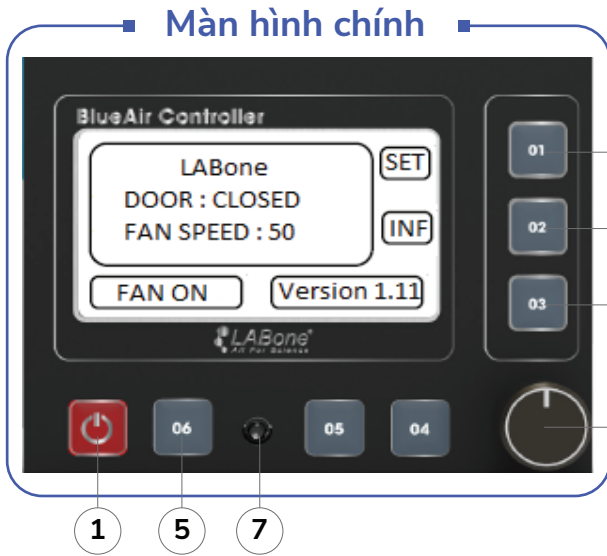 Màn hình chính
BlueAir Controller
LABone
SET
DOOR : CLOSED
FAN SPEED : 50
INF
FAN ON
Version 1.11
LABone®
Art For Science
01
02
03
06
05
04
1
5
7